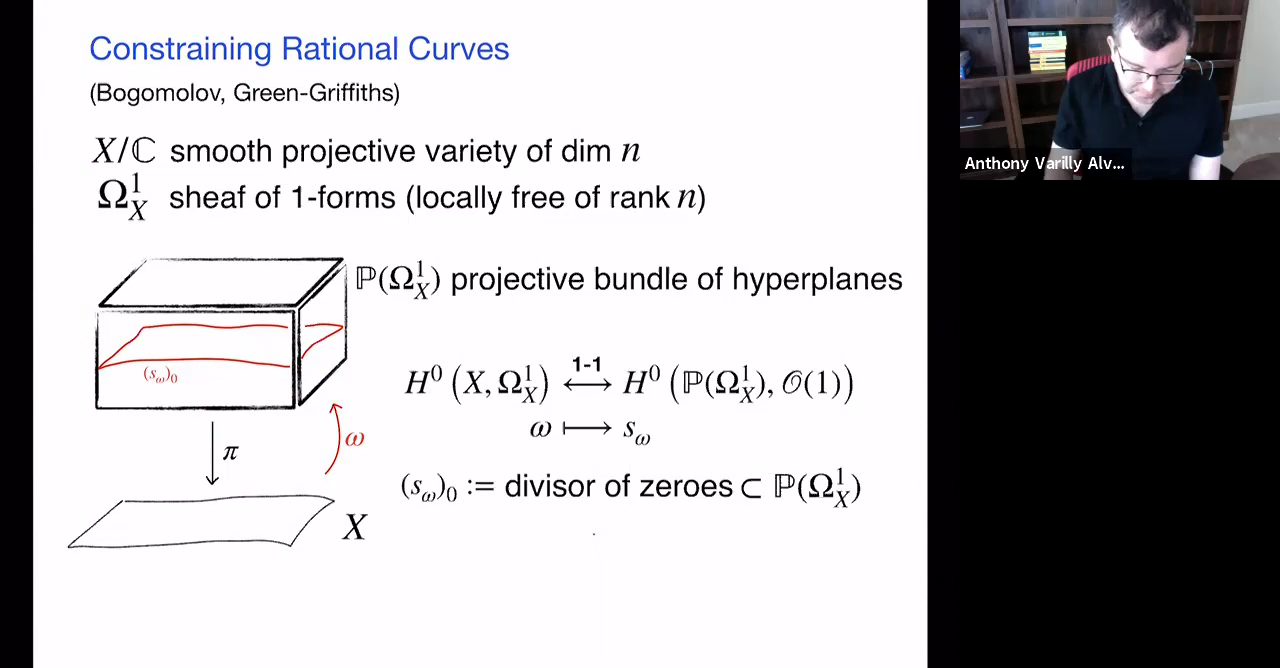 Constraining Rational Curves
(Bogomolov, Green-Griffiths)
X/ℂ smooth projective variety of dim n
Ω¹_X sheaf of 1-forms (locally free of rank n)
ℙ(Ω¹_X) projective bundle of hyperplanes
(s_ω)₀
1-1
H⁰ (X, Ω¹_X) ⟷ H⁰ (ℙ(Ω¹_X), 𝒪(1))
ω ⟼ s_ω
π
ω
(s_ω)₀ := divisor of zeroes ⊂ ℙ(Ω¹_X)
X
Anthony Varilly Alv...